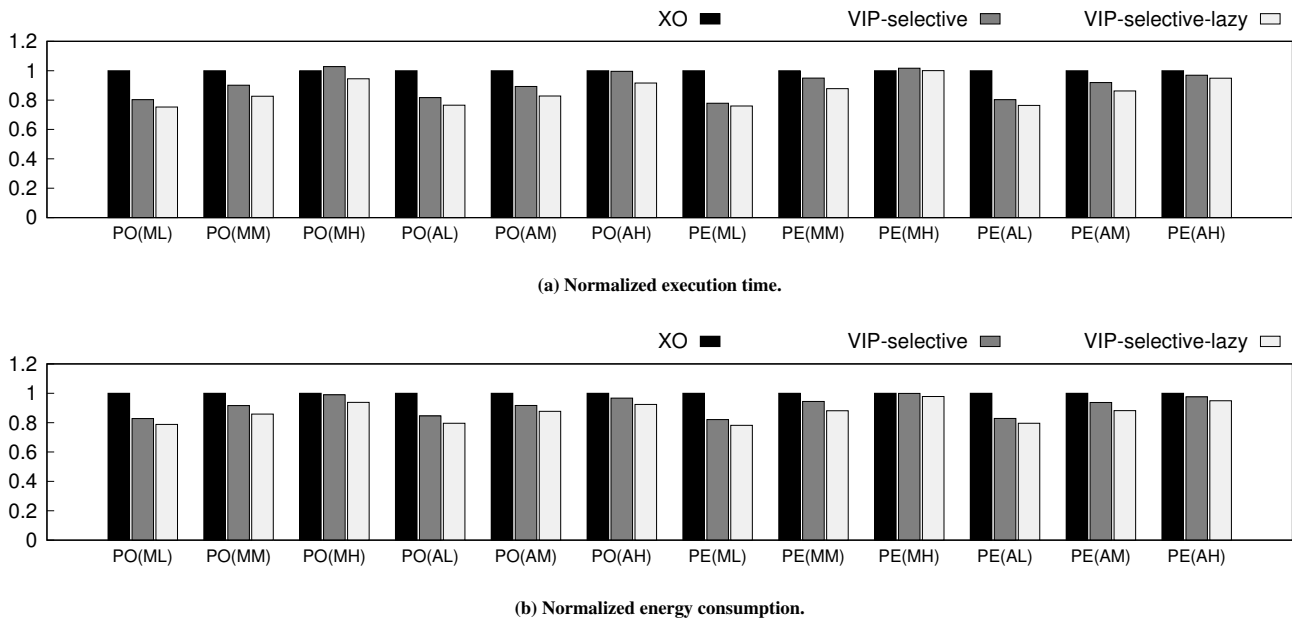 XO VIP-selective VIP-selective-lazy
1.2
1
0.8
0.6
0.4
0.2
0
PO(ML) PO(MM) PO(MH) PO(AL) PO(AM) PO(AH) PE(ML) PE(MM) PE(MH) PE(AL) PE(AM) PE(AH)
(a) Normalized execution time.
XO VIP-selective VIP-selective-lazy
1.2
1
0.8
0.6
0.4
0.2
0
PO(ML) PO(MM) PO(MH) PO(AL) PO(AM) PO(AH) PE(ML) PE(MM) PE(MH) PE(AL) PE(AM) PE(AH)
(b) Normalized energy consumption.